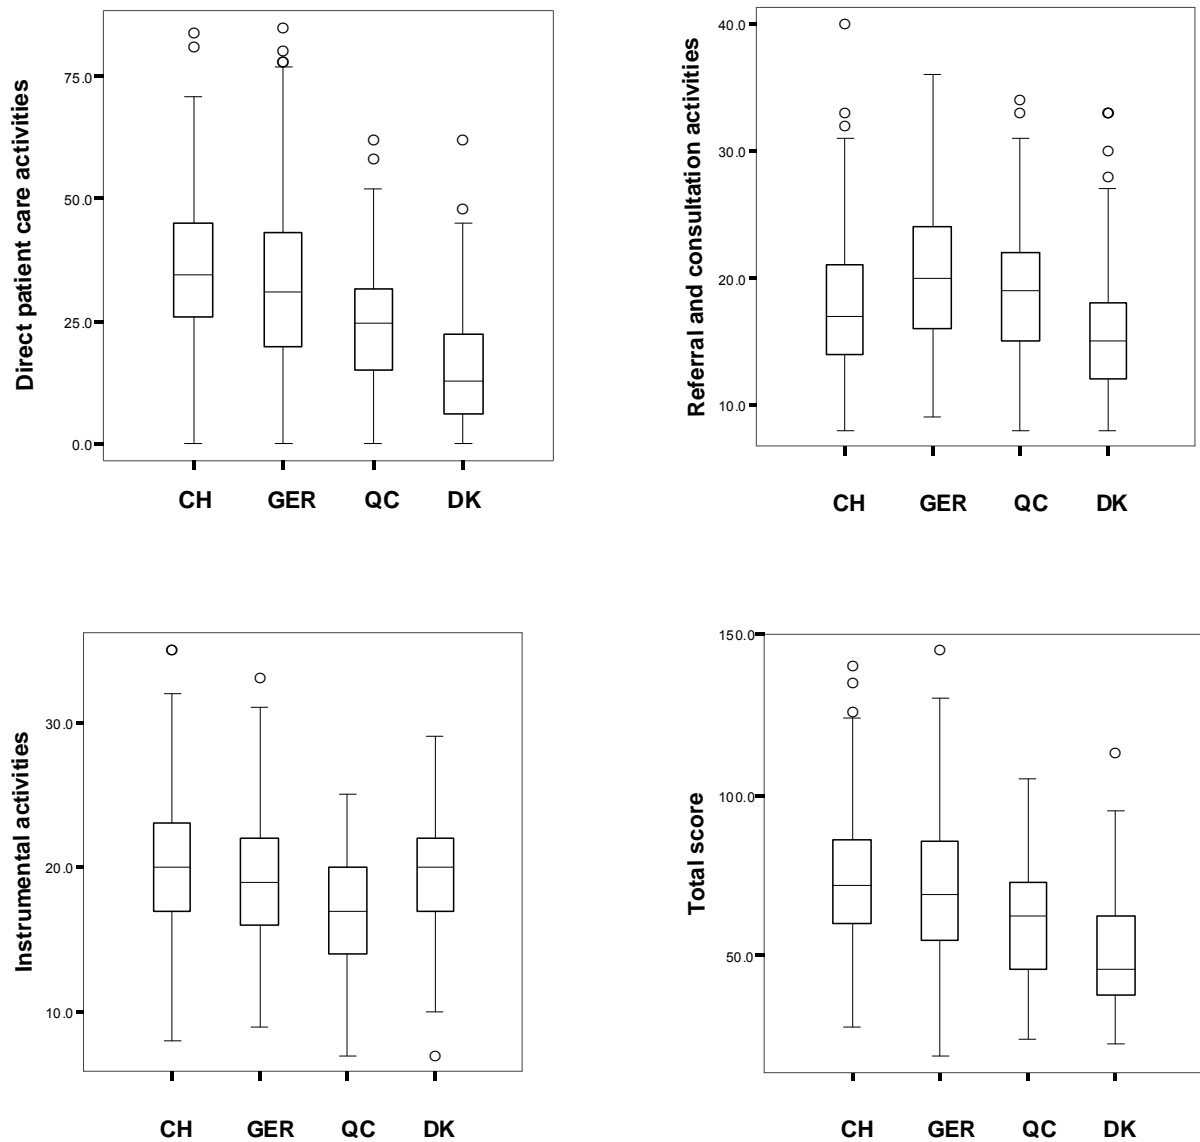 Direct patient care activities
75.0
50.0
25.0
0.0
CH GER QC DK
Referral and consultation activities
40.0
30.0
20.0
10.0
CH GER QC DK
Instrumental activities
30.0
20.0
10.0
CH GER QC DK
Total score
150.0
100.0
50.0
CH GER QC DK